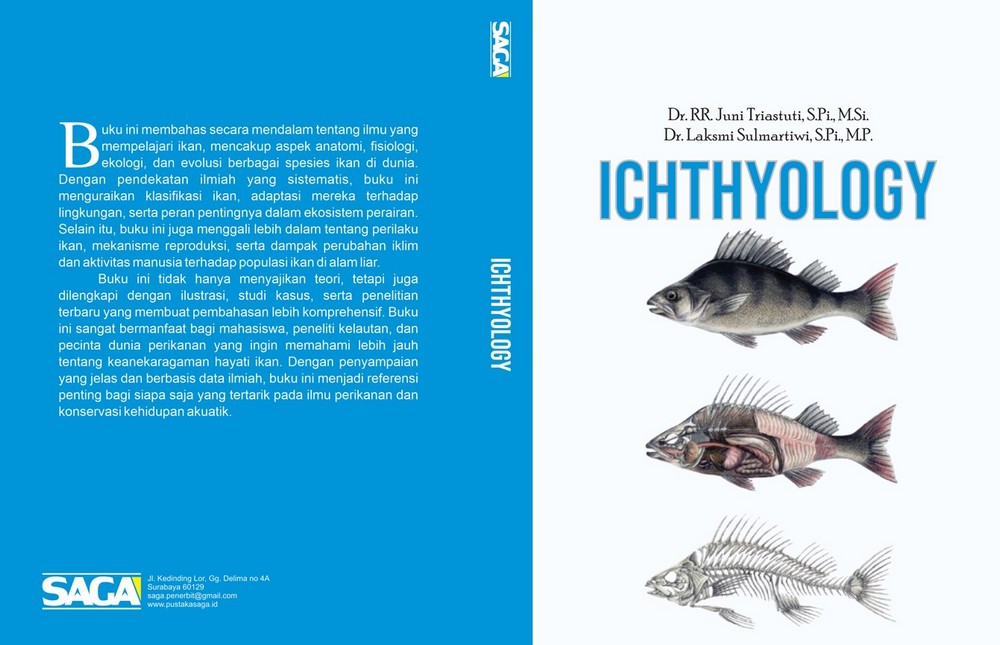 Buku ini membahas secara mendalam tentang ilmu yang
mempelajari ikan, mencakup aspek anatomi, fisiologi,
ekologi, dan evolusi berbagai spesies ikan di dunia.
Dengan pendekatan ilmiah yang sistematis, buku ini
menguraikan klasifikasi ikan, adaptasi mereka terhadap
lingkungan, serta peran pentingnya dalam ekosistem perairan.
Selain itu, buku ini juga menggali lebih dalam tentang perilaku
ikan, mekanisme reproduksi, serta dampak perubahan iklim
dan aktivitas manusia terhadap populasi ikan di alam liar.
Buku ini tidak hanya menyajikan teori, tetapi juga
dilengkapi dengan ilustrasi, studi kasus, serta penelitian
terbaru yang membuat pembahasan lebih komprehensif. Buku
ini sangat bermanfaat bagi mahasiswa, peneliti kelautan, dan
pecinta dunia perikanan yang ingin memahami lebih jauh
tentang keanekaragaman hayati ikan. Dengan penyampaian
yang jelas dan berbasis data ilmiah, buku ini menjadi referensi
penting bagi siapa saja yang tertarik pada ilmu perikanan dan
konservasi kehidupan akuatik.
SAGA
Jl. Kedinding Lor, Gg. Delima no 4A
Surabaya 60129
saga.penerbit@gmail.com
www.pustakasaga.id
SAGA
ICHTHYOLOGY
Dr. RR. Juni Triastuti, S.Pi., M.Si.
Dr. Laksmi Sulmartiwi, S.Pi., M.P.
ICHTHYOLOGY